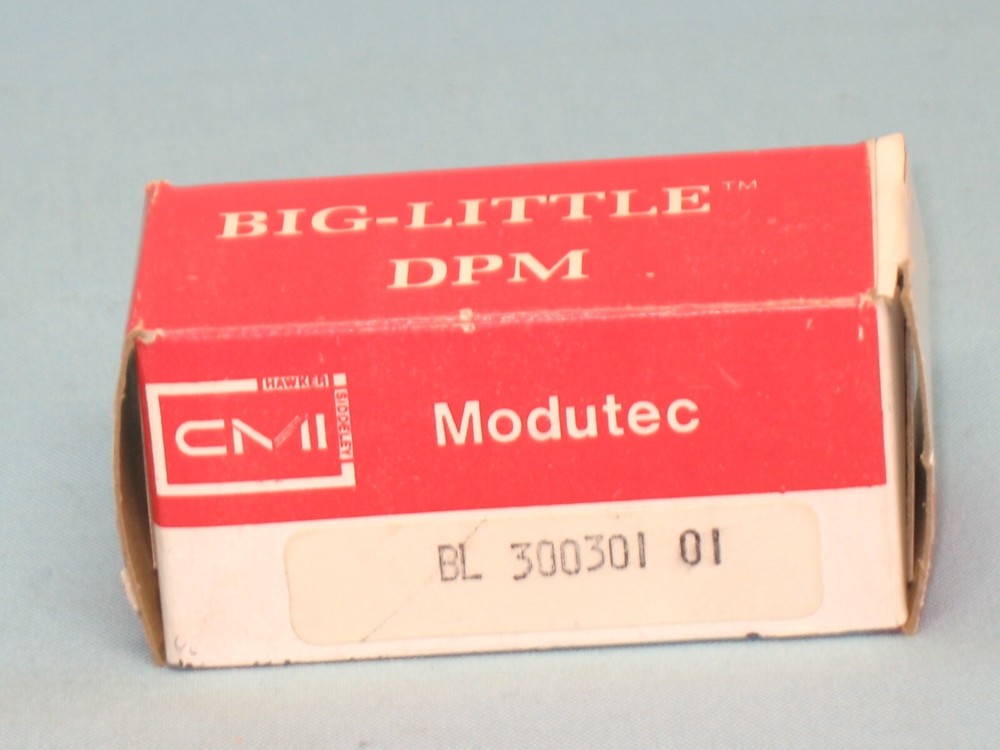 BIG-LITTLE™
DPM
HAWKER
SIDDELEY
CMI
Modutec
BL 300301 01